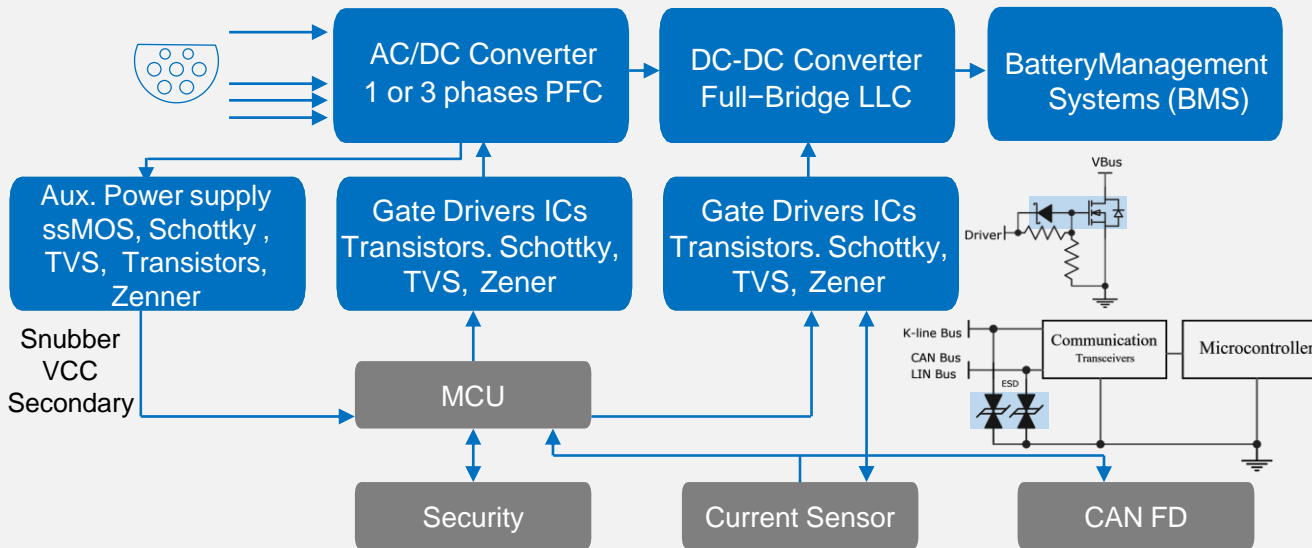 AC/DC Converter
1 or 3 phases PFC
DC-DC Converter
Full−Bridge LLC
BatteryManagement
Systems (BMS)
Aux. Power supply
ssMOS, Schottky ,
TVS, Transistors,
Zenner
Gate Drivers ICs
Transistors. Schottky,
TVS, Zener
Gate Drivers ICs
Transistors. Schottky,
TVS, Zener
VBus
Driver
Snubber
VCC
Secondary
K-line Bus
CAN Bus
LIN Bus
ESD
Communication
Transceivers
Microcontroller
MCU
Security
Current Sensor
CAN FD